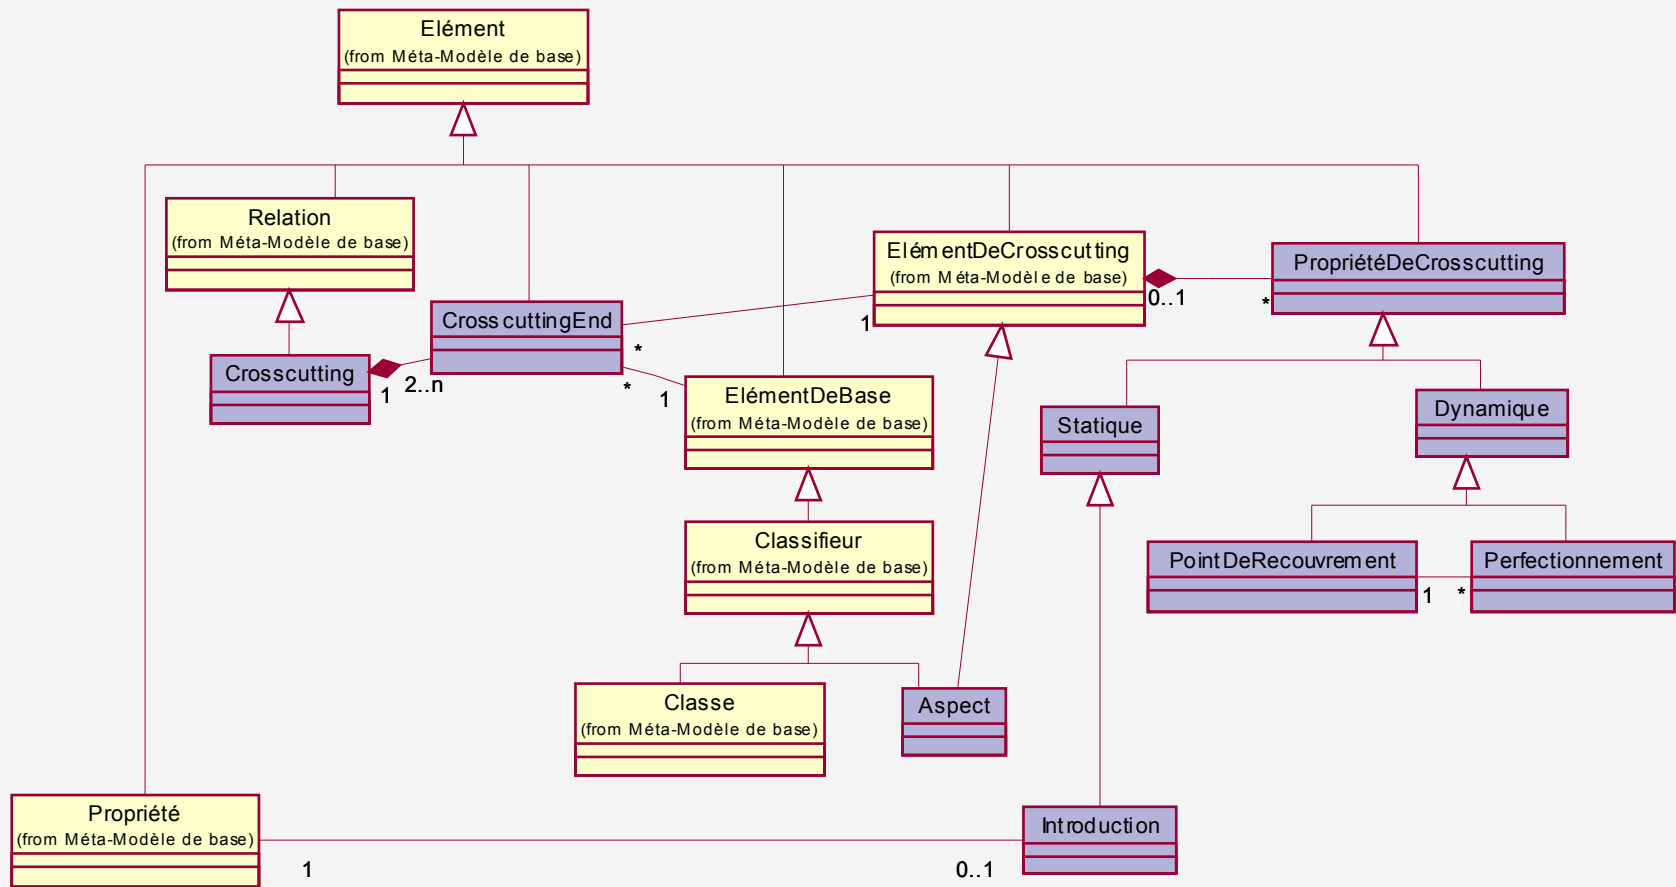 Elément
(from Méta-Modèle de base)
Relation
(from Méta-Modèle de base)
ElémentDeCrosscutting
(from Méta-Modèle de base)
PropriétéDeCrosscutting
0..1
*
CrosscuttingEnd
1
*
Crosscutting
1
2..n
*
1
ElémentDeBase
(from Méta-Modèle de base)
Statique
Dynamique
Classifieur
(from Méta-Modèle de base)
PointDeRecouvrement
Perfectionnement
1
*
Classe
(from Méta-Modèle de base)
Aspect
Propriété
(from Méta-Modèle de base)
Introduction
1
0..1